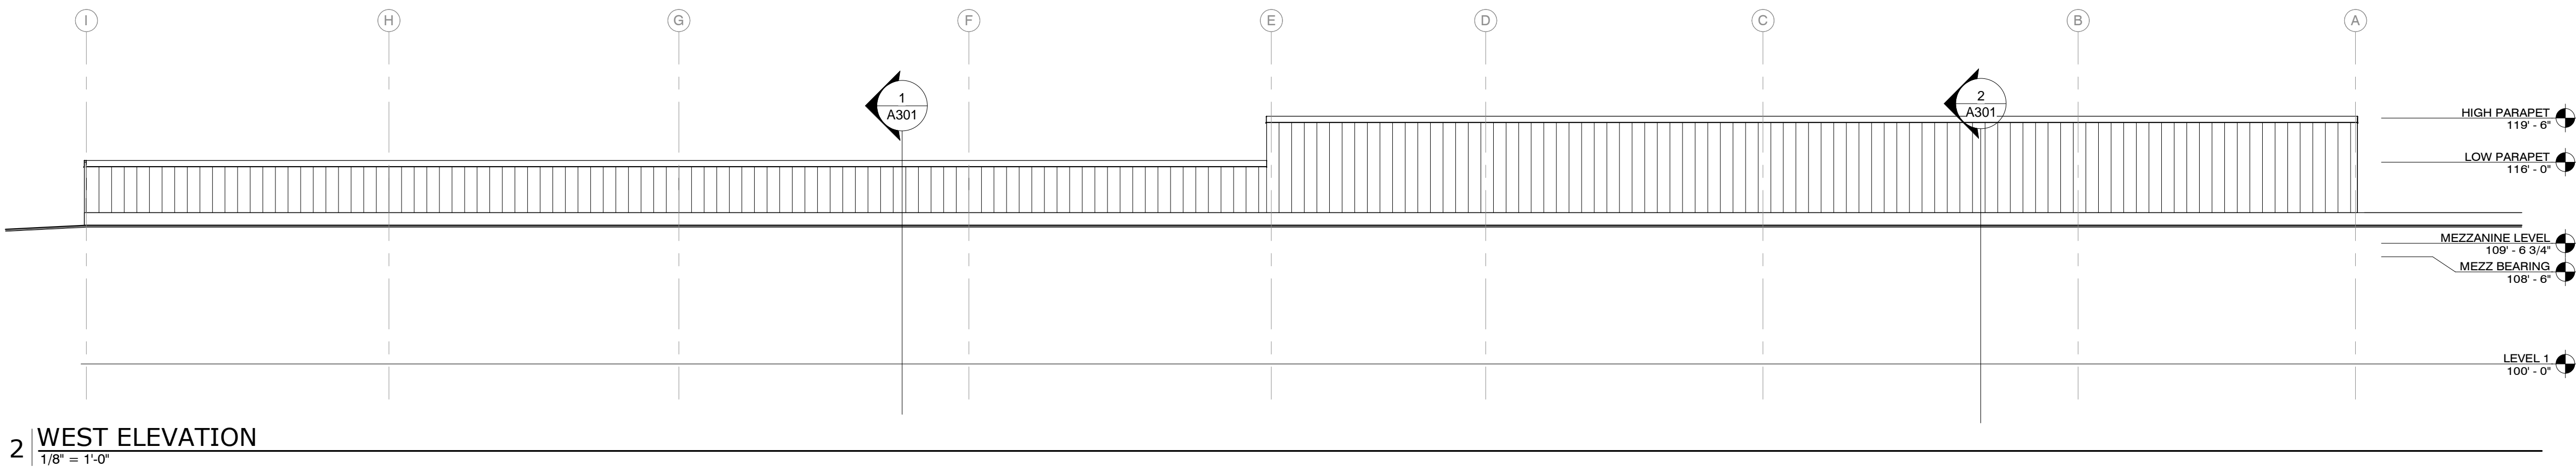 I H G F E D C B A
1
A301
2
A301
HIGH PARAPET
119' - 6"
LOW PARAPET
116' - 0"
MEZZANINE LEVEL
109' - 6 3/4"
MEZZ BEARING
108' - 6"
LEVEL 1
100' - 0"
2 WEST ELEVATION
1/8" = 1'-0"